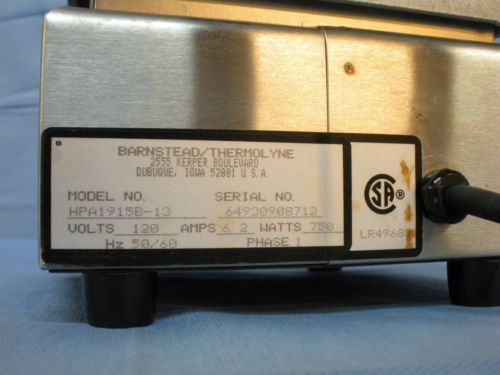 BARNSTEAD/THERMOLYNE
2555 KERPER BOULEVARD
DUBUQUE, IOWA 52001 U.S.A.
MODEL NO. SERIAL NO.
HPA1915B-13 64930908712
VOLTS 120 AMPS 6.2 WATTS 750
Hz 50/60 PHASE 1
SA ®